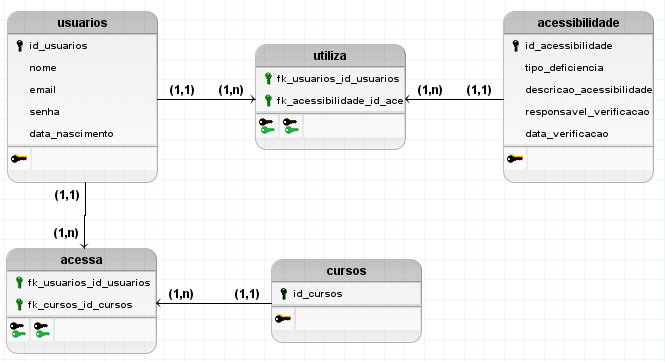 usuarios
id_usuarios
nome
email
senha
data_nascimento
(1,1)
(1,n)
utiliza
fk_usuarios_id_usuarios
fk_acessibilidade_id_ace
(1,n)
(1,1)
acessibilidade
id_acessibilidade
tipo_deficiencia
descricao_acessibilidade
responsavel_verificacao
data_verificacao
(1,1)
(1,n)
acessa
fk_usuarios_id_usuarios
fk_cursos_id_cursos
(1,n)
(1,1)
cursos
id_cursos